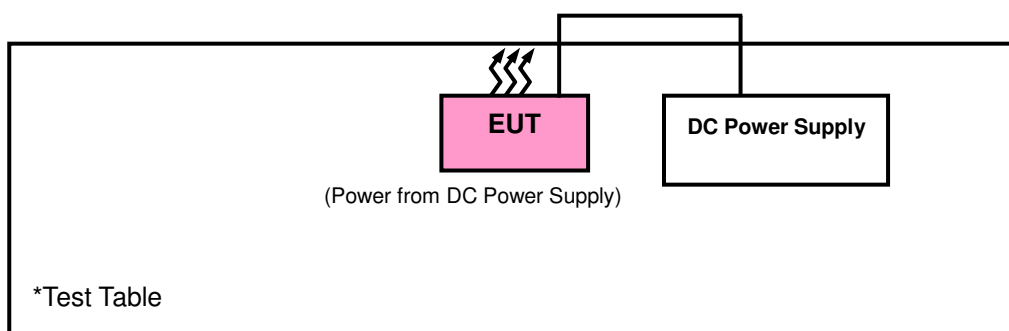 EUT
DC Power Supply
(Power from DC Power Supply)
*Test Table